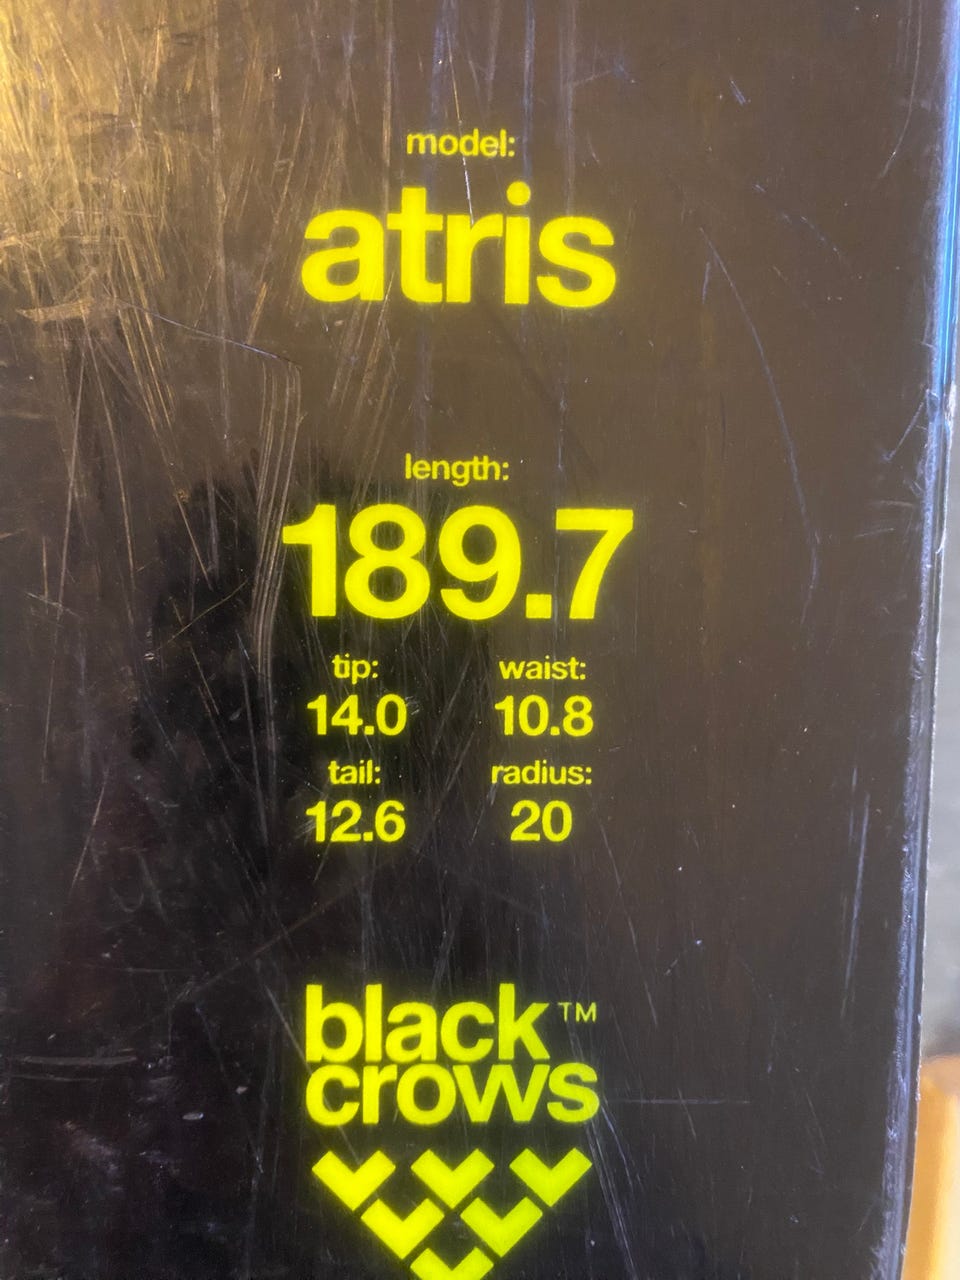 model:
atris
length:
189.7
tip: waist:
14.0 10.8
tail: radius:
12.6 20
black™
crows